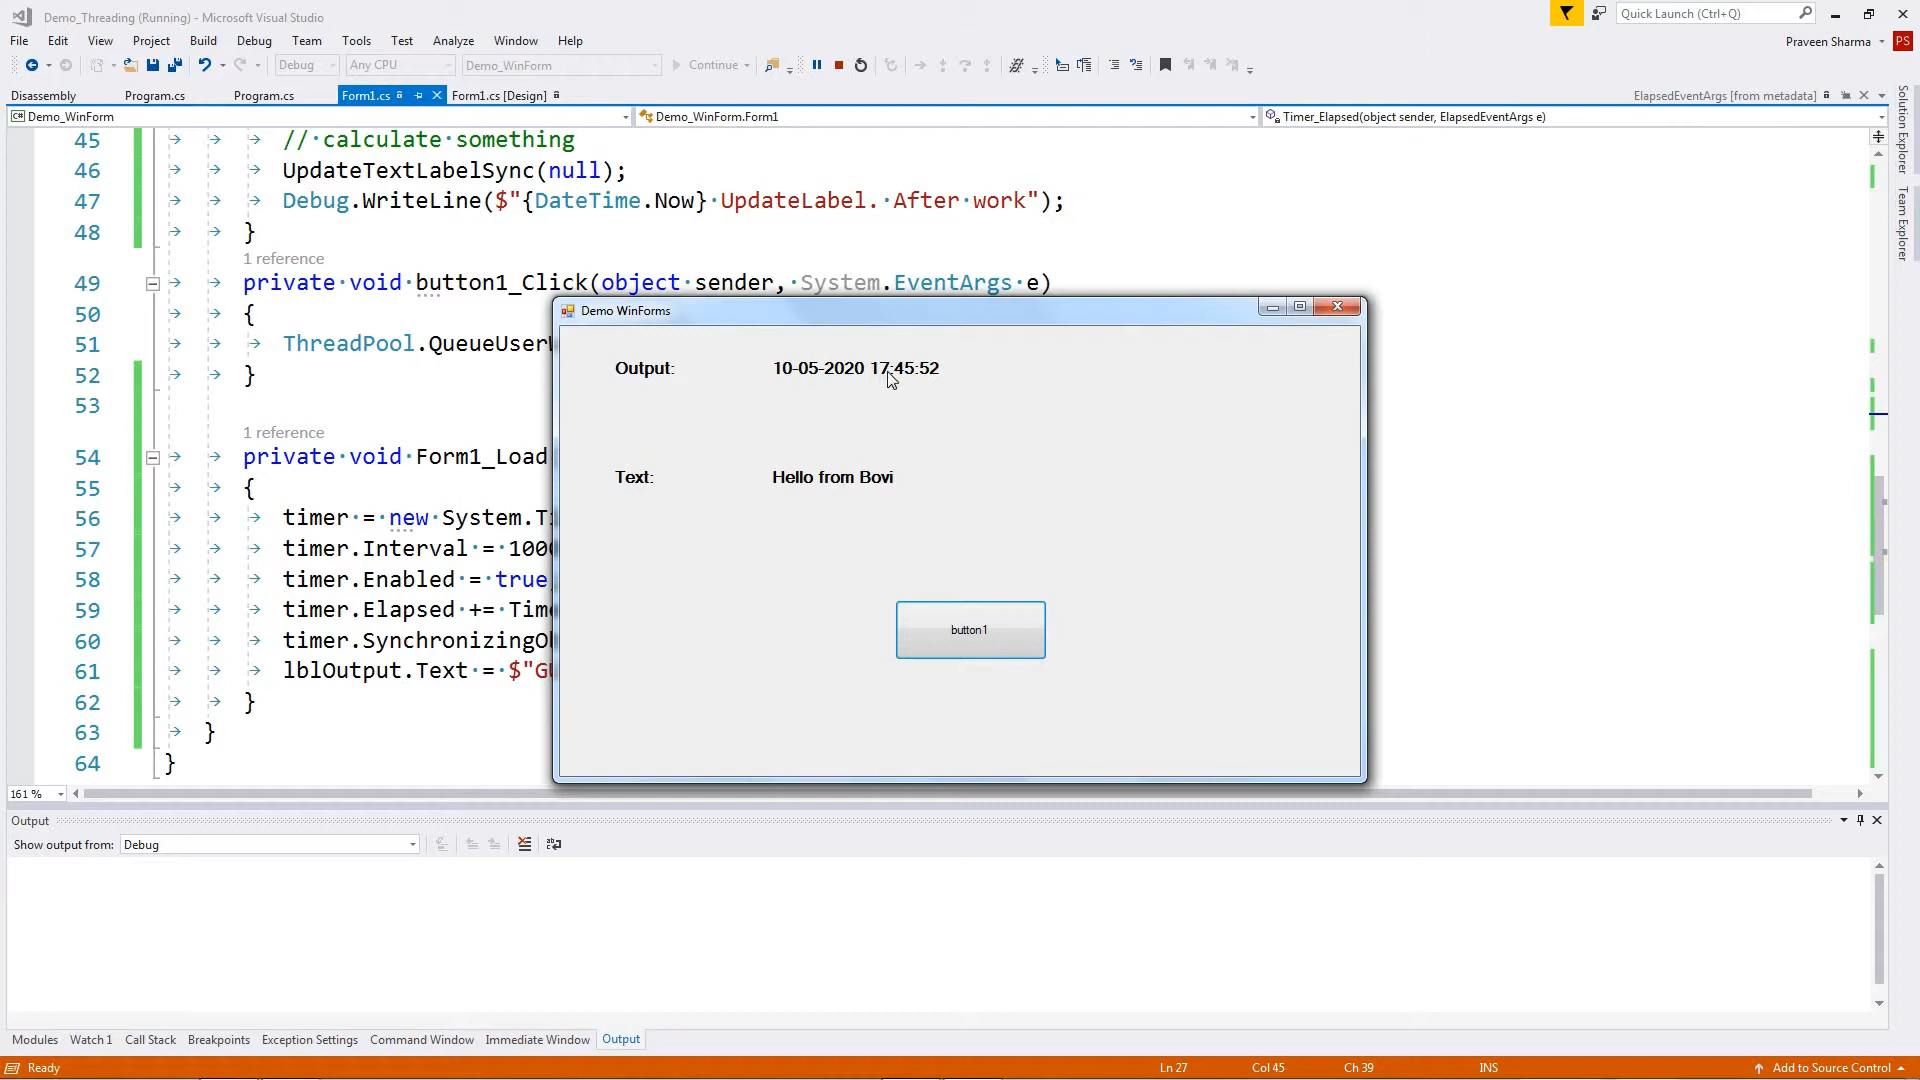 Demo_Threading (Running) - Microsoft Visual Studio
Quick Launch (Ctrl+Q)
File Edit View Project Build Debug Team Tools Test Analyze Window Help
Praveen Sharma PS
Debug Any CPU Demo_WinForm Continue
Disassembly Program.cs Program.cs Form1.cs Form1.cs [Design] ElapsedEventArgs [from metadata]
Demo_WinForm Demo_WinForm.Form1 Timer_Elapsed(object sender, ElapsedEventArgs e)
Solution Explorer
Team Explorer
45 // calculate something
46 UpdateTextLabelSync(null);
47 Debug.WriteLine($"{DateTime.Now} UpdateLabel. After work");
48 }
1 reference
49 private void button1_Click(object sender, System.EventArgs e)
50 {
51 ThreadPool.QueueUserW
52 }
53
1 reference
54 private void Form1_Load
55 {
56 timer = new System.Ti
57 timer.Interval = 1000
58 timer.Enabled = true
59 timer.Elapsed += Time
60 timer.SynchronizingOb
61 lblOutput.Text = $"GU
62 }
63 }
64 }
Demo WinForms
Output: 10-05-2020 17:45:52
Text: Hello from Bovi
button1
161 %
Output
Show output from: Debug
Modules Watch 1 Call Stack Breakpoints Exception Settings Command Window Immediate Window Output
Ready Ln 27 Col 45 Ch 39 INS Add to Source Control